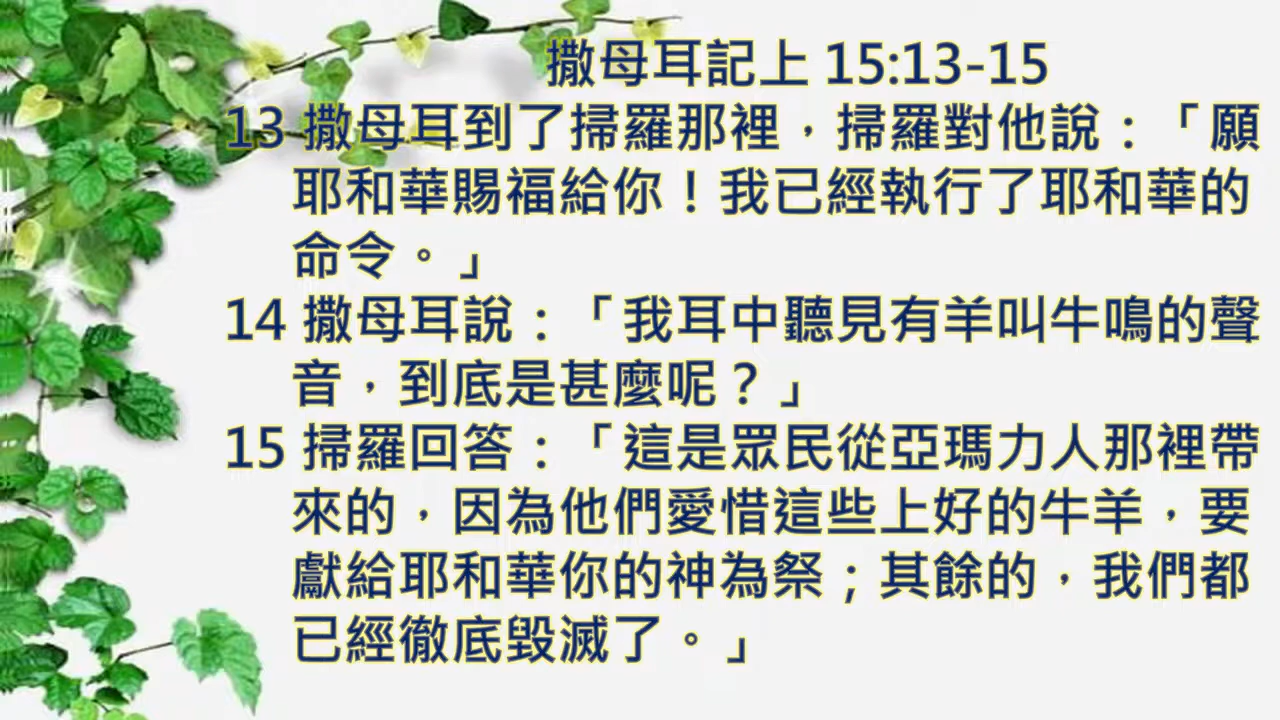 撒母耳記上 15:13-15
13 撒母耳到了掃羅那裡，掃羅對他說：「願
耶和華賜福給你！我已經執行了耶和華的
命令。」
14 撒母耳說：「我耳中聽見有羊叫牛鳴的聲
音，到底是甚麼呢？」
15 掃羅回答：「這是眾民從亞瑪力人那裡帶
來的，因為他們愛惜這些上好的牛羊，要
獻給耶和華你的神為祭；其餘的，我們都
已經徹底毀滅了。」